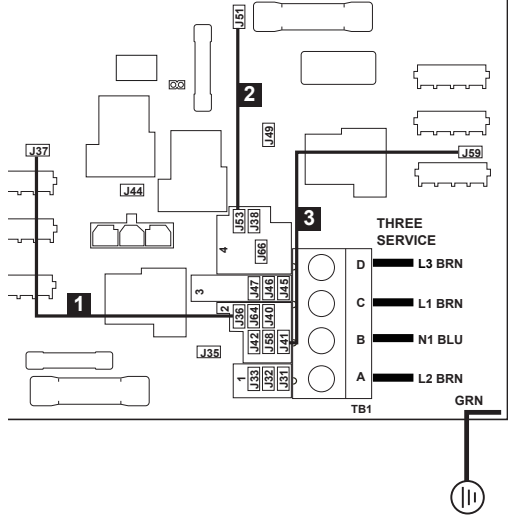 J51
2
J49
J37
J59
J44
J53
J38
3
THREE
SERVICE
4
J66
D
L3 BRN
1
3
J47
J46
J45
C
L1 BRN
2
J36
J64
J40
J42
J58
J41
B
N1 BLU
J35
1
J33
J32
J31
A
L2 BRN
TB1
GRN